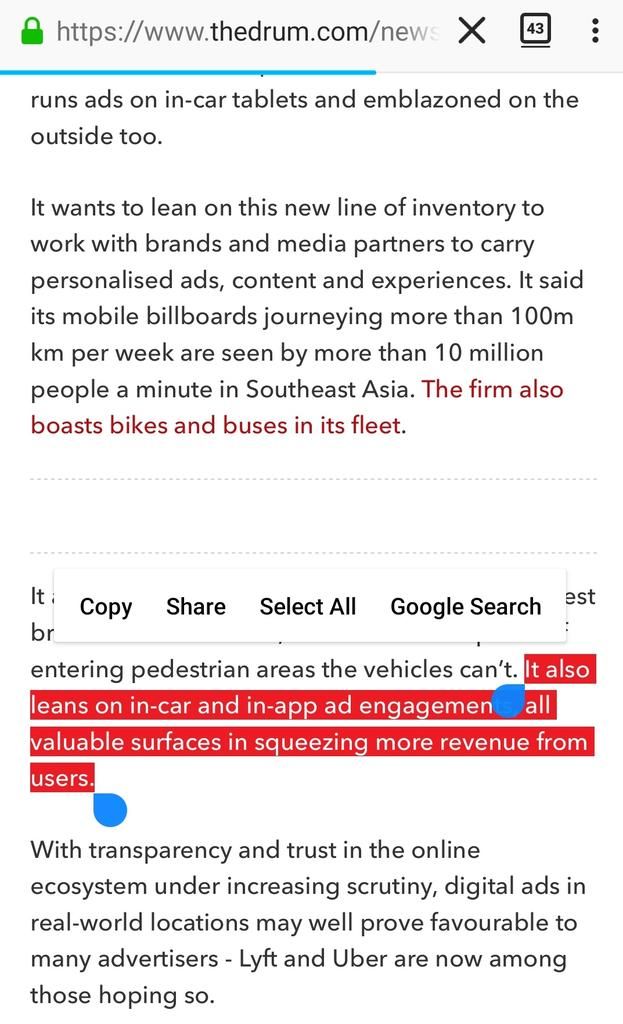 https://www.thedrum.com/news
43
runs ads on in-car tablets and emblazoned on the
outside too.
It wants to lean on this new line of inventory to
work with brands and media partners to carry
personalised ads, content and experiences. It said
its mobile billboards journeying more than 100m
km per week are seen by more than 10 million
people a minute in Southeast Asia. The firm also
boasts bikes and buses in its fleet.
It
Copy Share Select All Google Search
entering pedestrian areas the vehicles can’t. It also
leans on in-car and in-app ad engagements, all
valuable surfaces in squeezing more revenue from
users.
With transparency and trust in the online
ecosystem under increasing scrutiny, digital ads in
real-world locations may well prove favourable to
many advertisers - Lyft and Uber are now among
those hoping so.